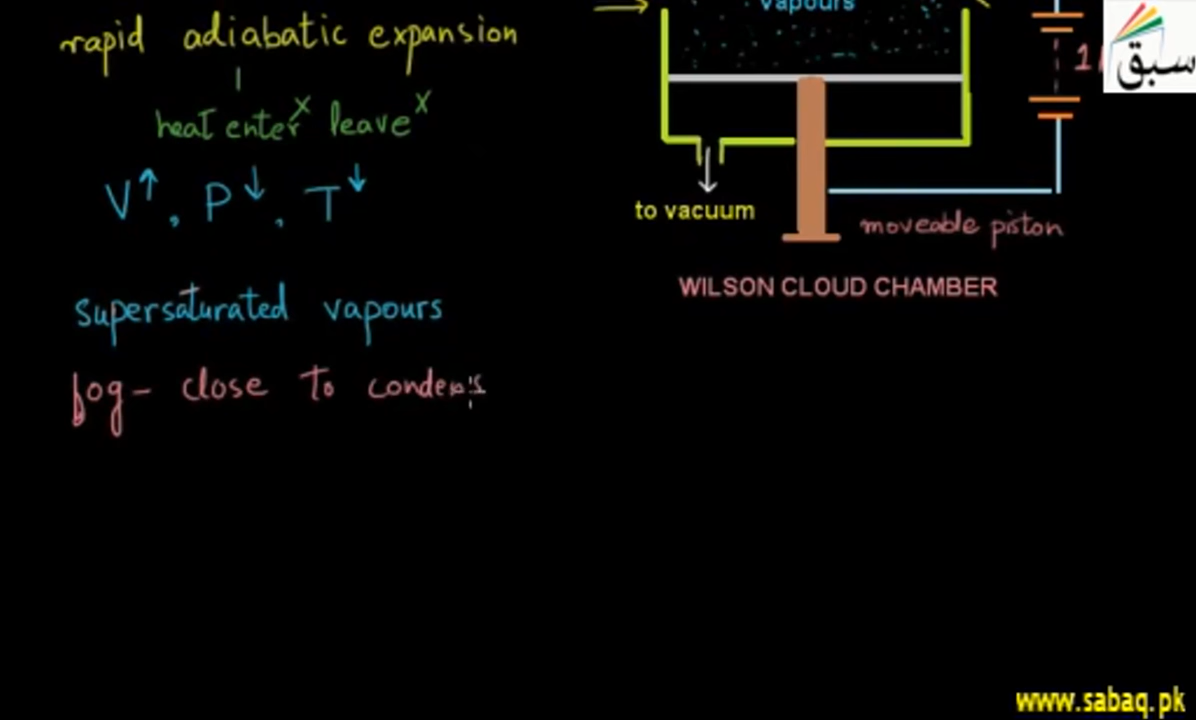 rapid adiabatic expansion
heat enter x leave x
V↑, P↓, T↓
supersaturated vapours
fog - close to condens
vapours
1
سبق
to vacuum
moveable piston
WILSON CLOUD CHAMBER
www.sabaq.pk